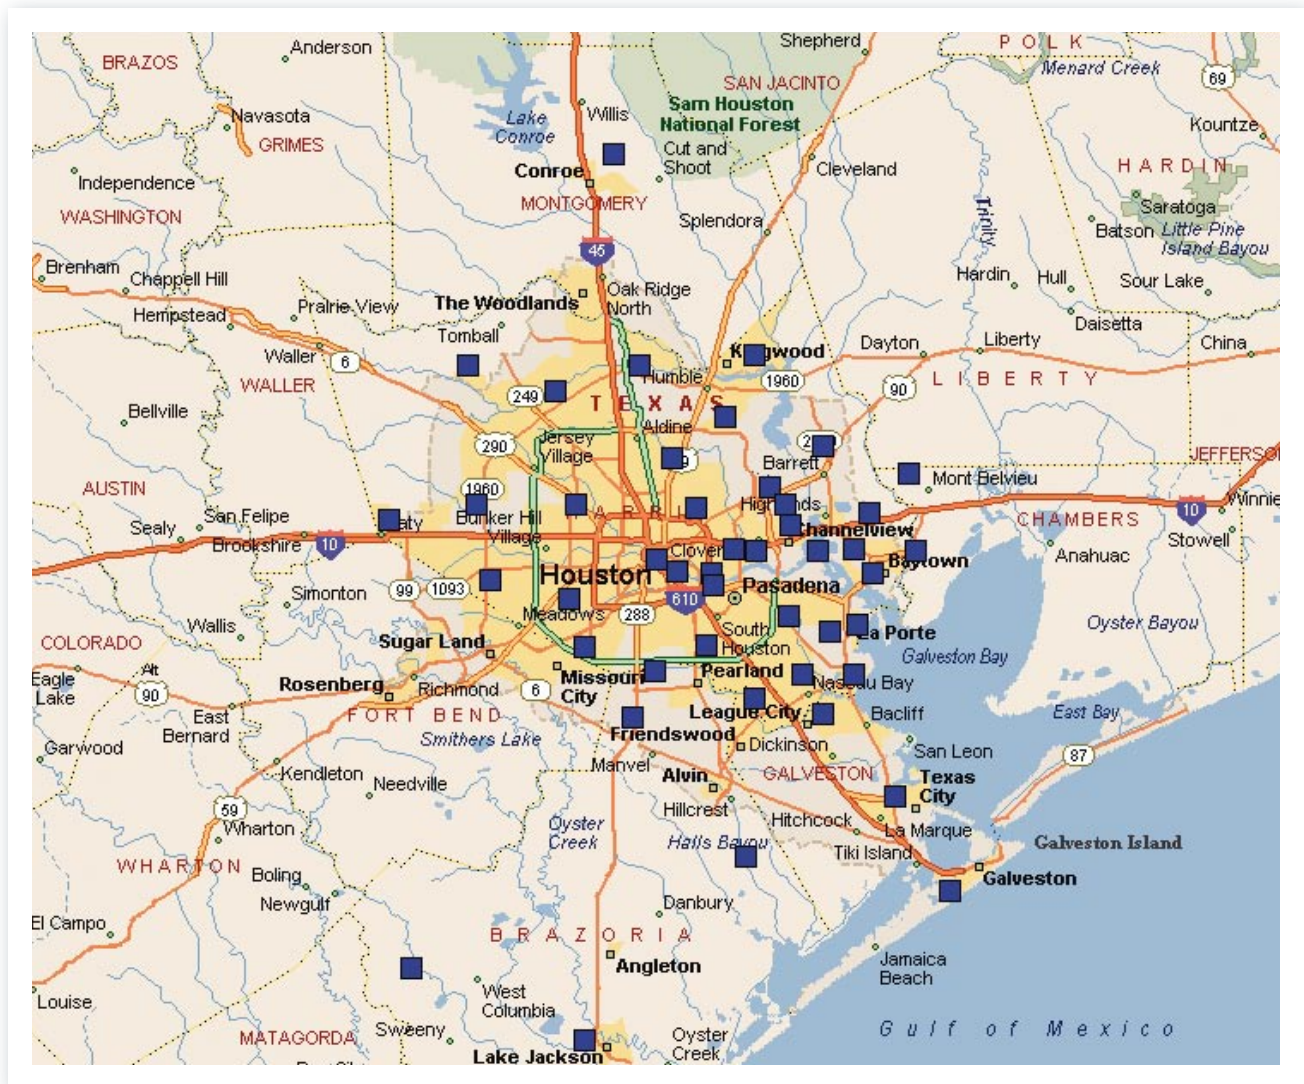 Anderson
Shepherd
POLK
BRAZOS
Menard Creek
69
SAN JACINTO
Sam Houston
National Forest
Navasota
Lake
Conroe
Willis
Kountze
GRIMES
Cut and
Shoot
Cleveland
HARDIN
Independence
Conroe
Saratoga
WASHINGTON
MONTGOMERY
Splendora
Trinity
Batson
Little Pine
Island Bayou
45
Brenham
Chappell Hill
Hardin
Hull
Sour Lake
The Woodlands
Oak Ridge
North
Prairie View
Hempstead
Tomball
Daisetta
Waller
6
Dayton
Liberty
China
WALLER
Humble
1960
90
LIBERTY
249
TEXAS
Bellville
Aldine
290
Jersey
Village
Barrett
JEFFERSO
Mont Belvieu
AUSTIN
1960
Winnie
San Felipe
Bunker Hill
Village
CHAMBERS
10
Sealy
Brookshire
10
Channelview
Stowell
Clover
Anahuac
Houston
Baytown
99
1093
Pasadena
610
Simonton
Meadows
288
Wallis
South
Houston
La Porte
Oyster Bayou
COLORADO
Sugar Land
Galveston Bay
Eagle
Lake
Alt
90
Rosenberg
Richmond
6
Missouri
City
Pearland
Nassau Bay
East
Bernard
FORT BEND
League City
Bacliff
East Bay
Garwood
Smithers Lake
Friendswood
Dickinson
San Leon
87
Kendleton
Needville
Manvel
Alvin
GALVESTON
Texas
City
59
Wharton
Hillcrest
Hitchcock
La Marque
Oyster
Creek
Halls Bayou
Tiki Island
Galveston Island
WHARTON
Boling
Newgulf
Galveston
Danbury
El Campo
BRAZORIA
Angleton
Jamaica
Beach
Louise
West
Columbia
Gulf of Mexico
MATAGORDA
Sweeny
Lake Jackson
Oyster
Creek